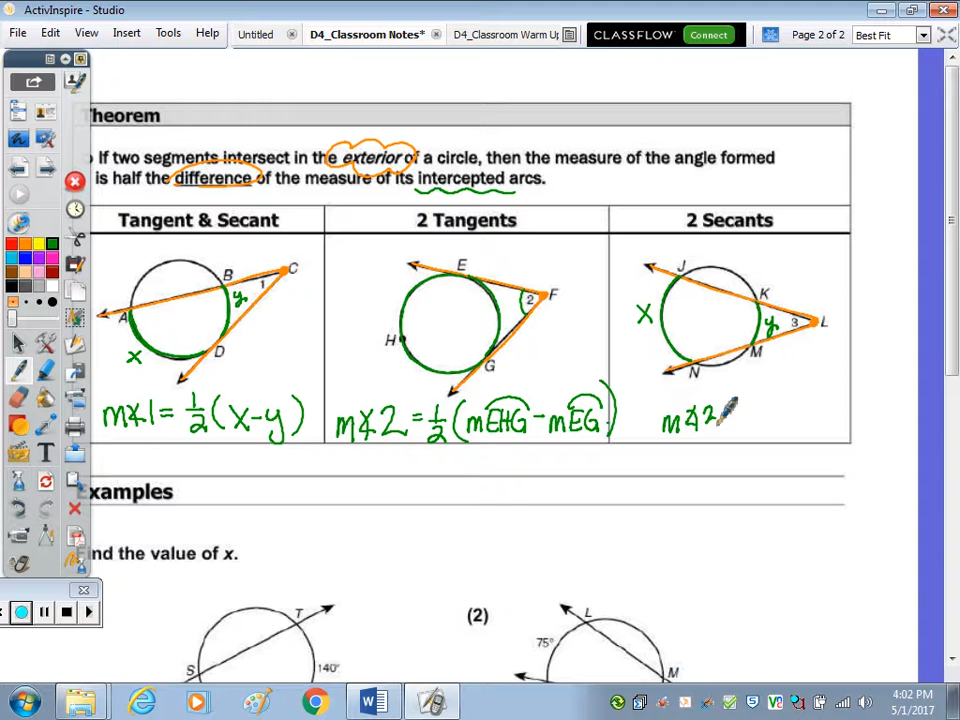 ActivInspire - Studio
File Edit View Insert Tools Help Untitled D4_Classroom Notes* D4_Classroom Warm Up CLASSFLOW Connect Page 2 of 2 Best Fit
Theorem
If two segments intersect in the exterior of a circle, then the measure of the angle formed
is half the difference of the measure of its intercepted arcs.
Tangent & Secant 2 Tangents 2 Secants
A B C D 1 x y
E F G H 2
J K L M N 3 x y
m∡1 = 1/2 (x-y)
m∡2 = 1/2 (mEHG - mEG)
m∡2
Examples
Find the value of x.
S T 140°
(2) L M 75°
4:02 PM
5/1/2017